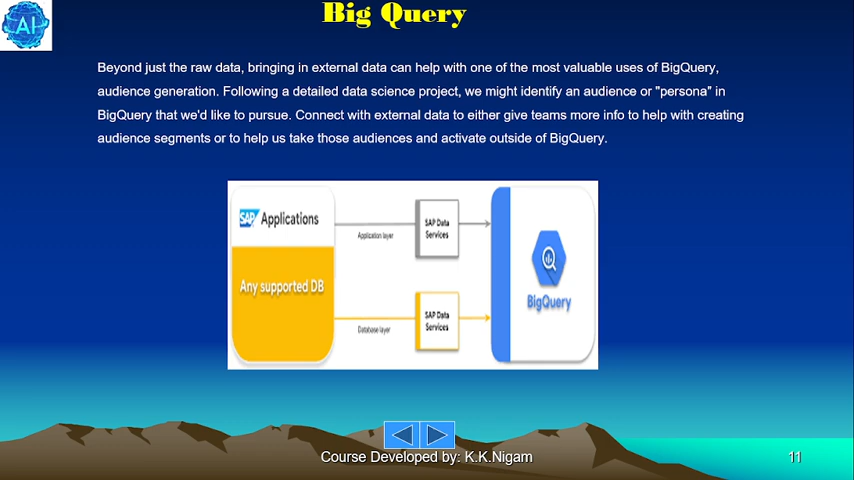 AI
Big Query
Beyond just the raw data, bringing in external data can help with one of the most valuable uses of BigQuery,
audience generation. Following a detailed data science project, we might identify an audience or "persona" in
BigQuery that we'd like to pursue. Connect with external data to either give teams more info to help with creating
audience segments or to help us take those audiences and activate outside of BigQuery.
SAP Applications
Application layer
SAP Data
Services
Any supported DB
Database layer
SAP Data
Services
BigQuery
Course Developed by: K.K.Nigam
11